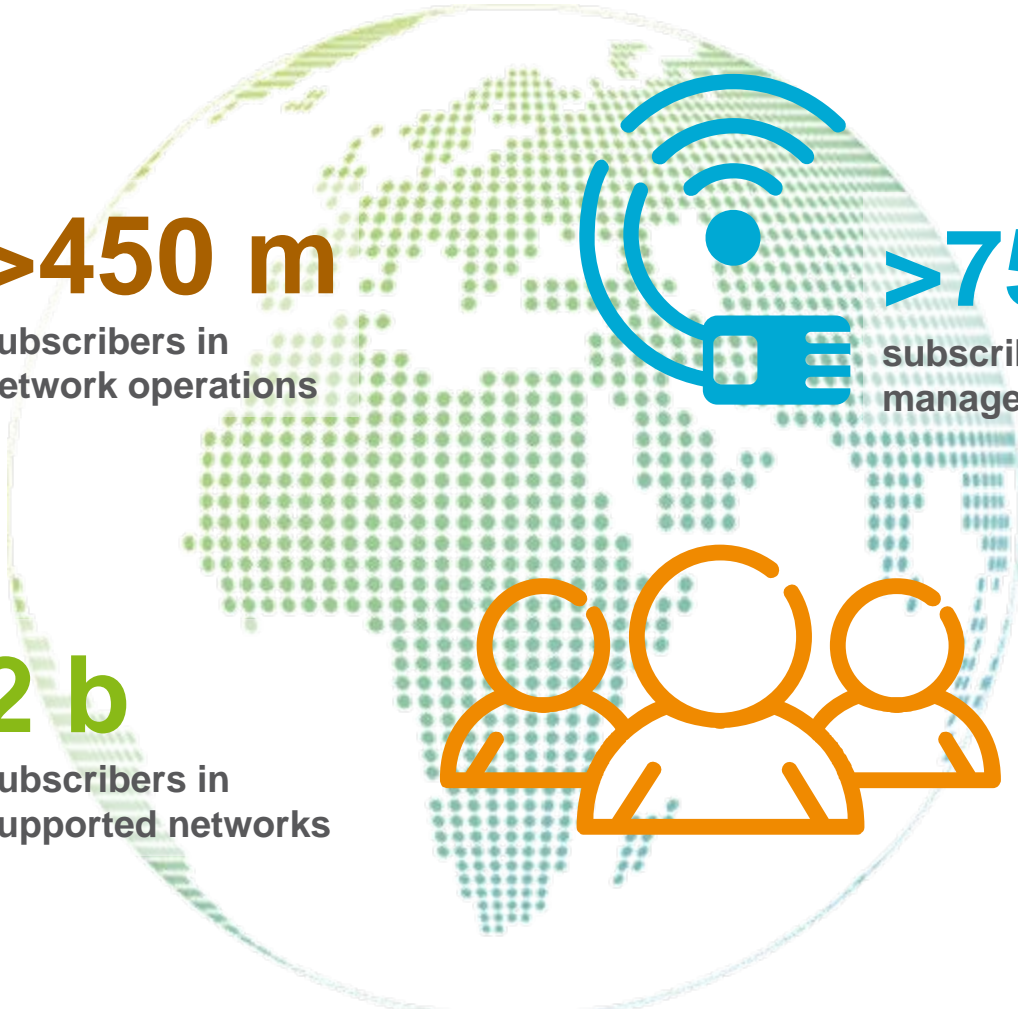 >450 m
ubscribers in
etwork operations
>75
subscri
manage
2 b
ubscribers in
upported networks